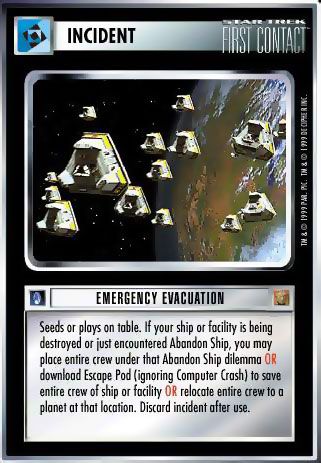 INCIDENT
STAR TREK
FIRST CONTACT
TM & © 1999 PAR. PIC. TM & © 1999 DECIPHER INC.
EMERGENCY EVACUATION
Seeds or plays on table. If your ship or facility is being
destroyed or just encountered Abandon Ship, you may
place entire crew under that Abandon Ship dilemma OR
download Escape Pod (ignoring Computer Crash) to save
entire crew of ship or facility OR relocate entire crew to a
planet at that location. Discard incident after use.